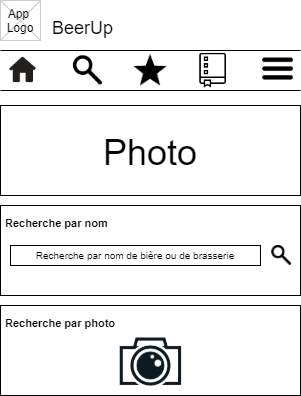 App
Logo
BeerUp
Photo
Recherche par nom
Recherche par nom de bière ou de brasserie
Recherche par photo